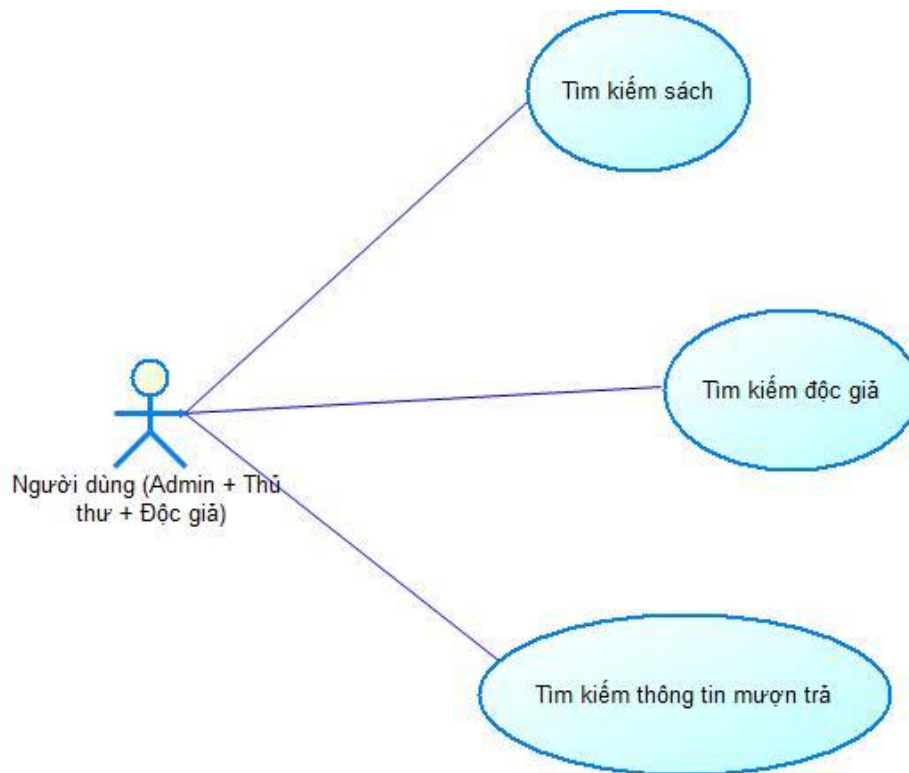 Tìm kiếm sách
Tìm kiếm độc giả
Người dùng (Admin + Thủ
thư + Độc giả)
Tìm kiếm thông tin mượn trả